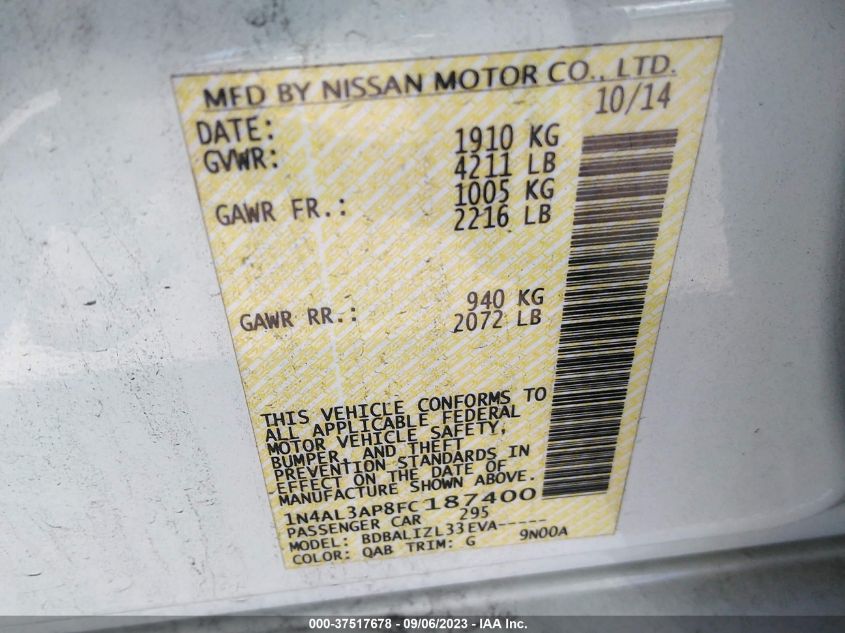 MFD BY NISSAN MOTOR CO., LTD.
DATE: 10/14
GVWR: 1910 KG
4211 LB
GAWR FR.: 1005 KG
2216 LB
GAWR RR.: 940 KG
2072 LB
THIS VEHICLE CONFORMS TO
ALL APPLICABLE FEDERAL
MOTOR VEHICLE SAFETY,
BUMPER, AND THEFT
PREVENTION STANDARDS IN
EFFECT ON THE DATE OF
MANUFACTURE SHOWN ABOVE.
1N4AL3AP8FC187400
PASSENGER CAR 295
MODEL: BDBALIZL33EVA------
COLOR: QAB TRIM: G 9N00A
000-37517678 - 09/06/2023 - IAA Inc.